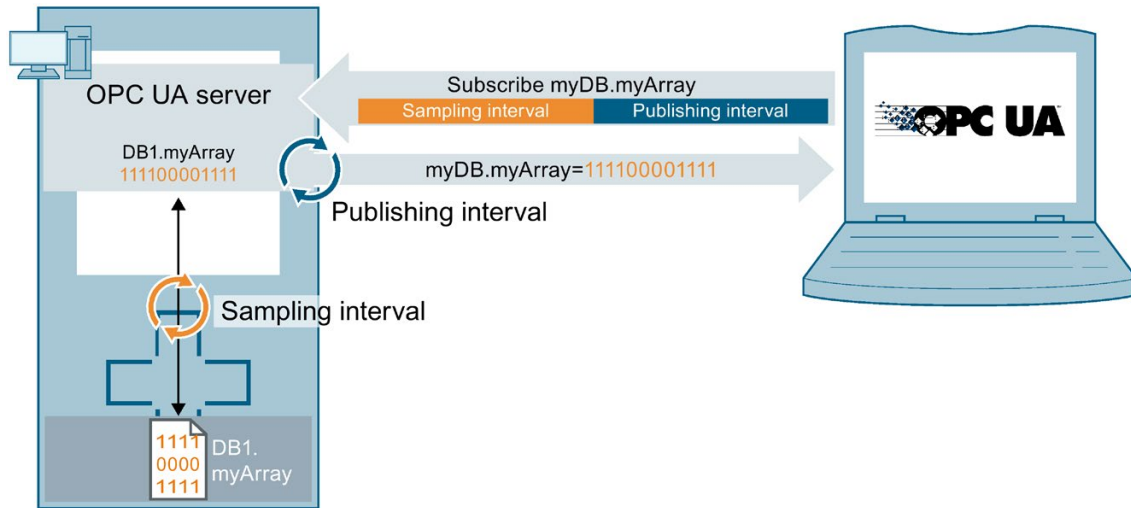 Subscribe myDB.myArray
Sampling interval
Publishing interval
OPC UA server
OPC UA
DB1.myArray
111100001111
myDB.myArray=111100001111
Publishing interval
Sampling interval
1111
0000
1111
DB1.
myArray